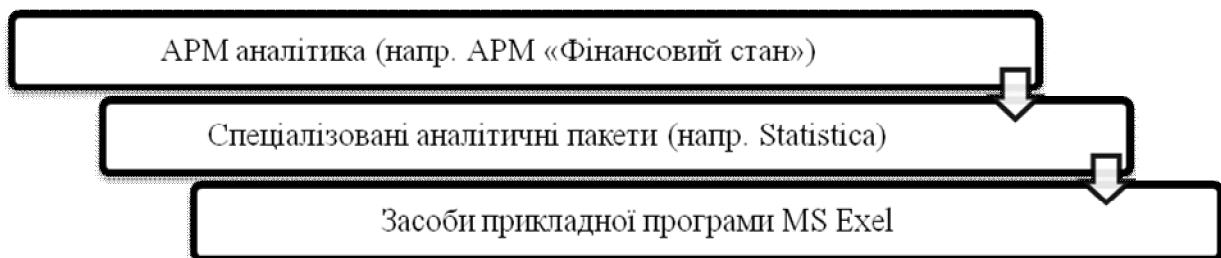 АРМ аналітика (напр. АРМ «Фінансовий стан»)
Спеціалізовані аналітичні пакети (напр. Statistica)
Засоби прикладної програми MS Exel